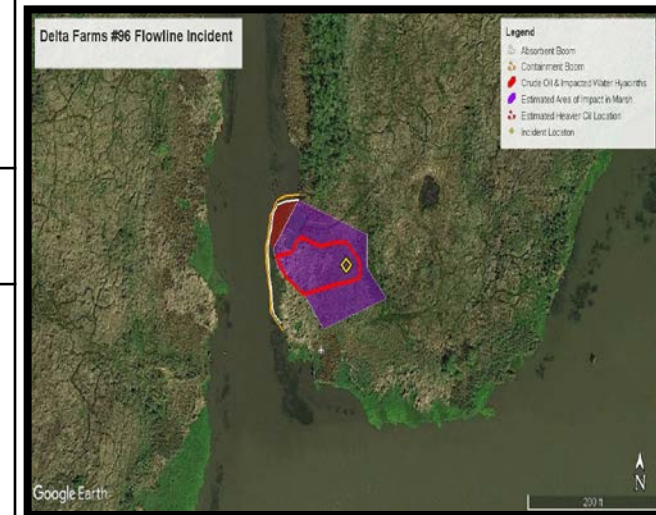 Delta Farms #96 Flowline Incident
Legend
Absorbent Boom
Containment Boom
Crude Oil & Impacted Water Hyacinths
Estimated Area of Impact in Marsh
Estimated Heavier Oil Location
Incident Location
Google Earth
N
200 ft